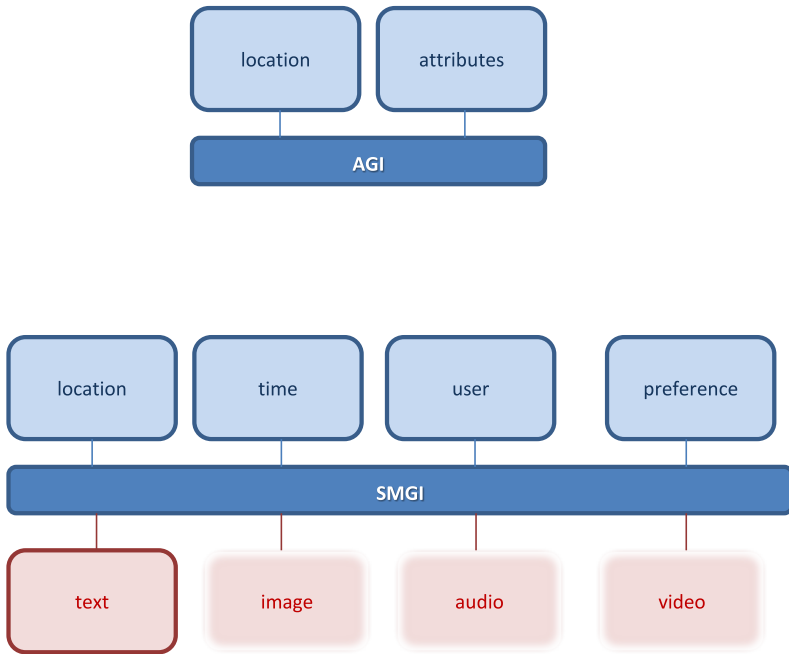 location
attributes
AGI
location
time
user
preference
SMGI
text
image
audio
video